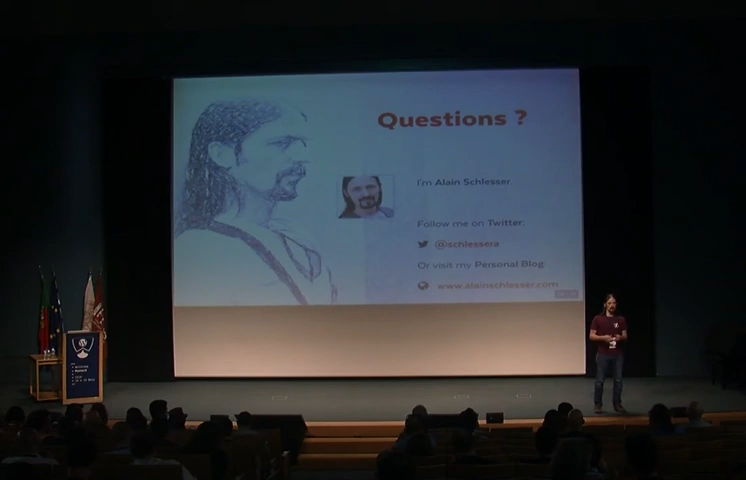 Questions ?
I'm Alain Schlesser
Follow me on Twitter:
@schlessera
Or visit my Personal Blog
www.alainschlesser.com